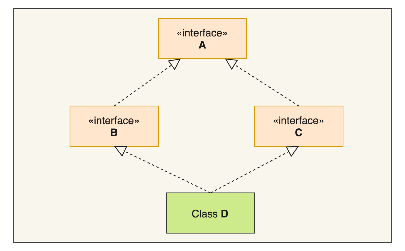 «interface»
A
«interface»
B
«interface»
C
Class D